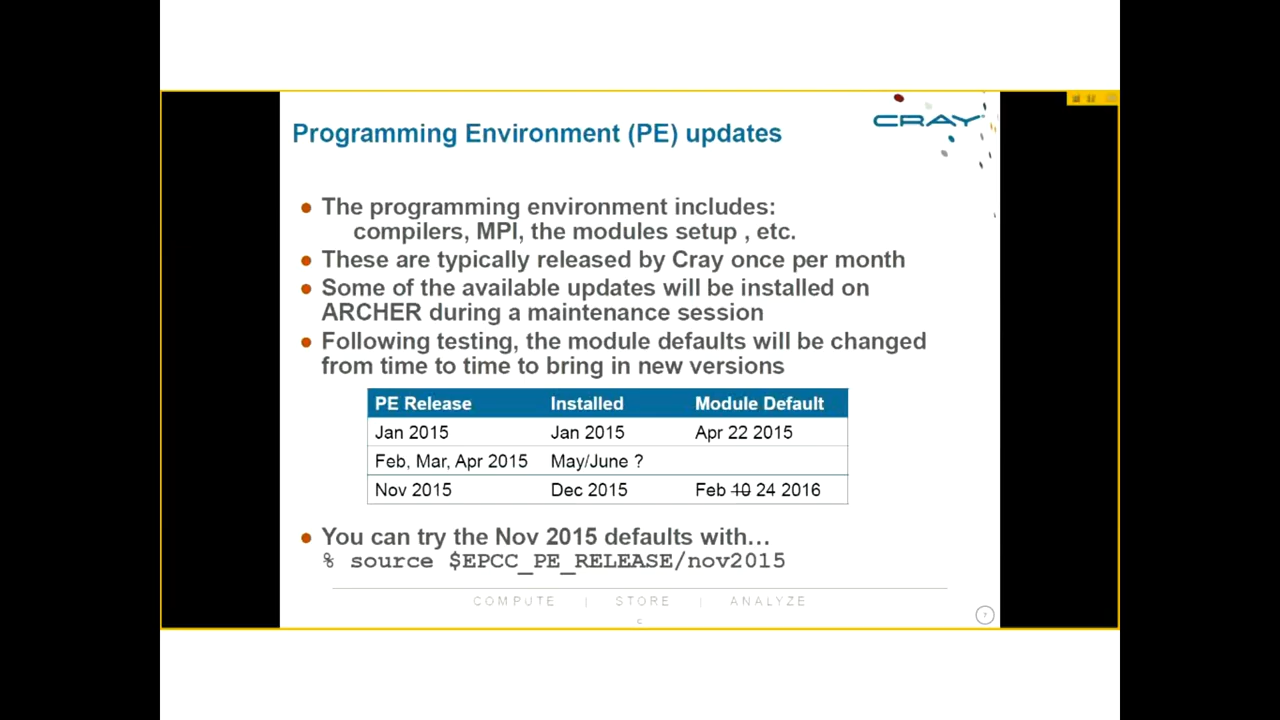 CRAY
Programming Environment (PE) updates
● The programming environment includes:
compilers, MPI, the modules setup , etc.
● These are typically released by Cray once per month
● Some of the available updates will be installed on
ARCHER during a maintenance session
● Following testing, the module defaults will be changed
from time to time to bring in new versions
PE Release Installed Module Default
Jan 2015 Jan 2015 Apr 22 2015
Feb, Mar, Apr 2015 May/June ?
Nov 2015 Dec 2015 Feb 10 24 2016
● You can try the Nov 2015 defaults with…
% source $EPCC_PE_RELEASE/nov2015
COMPUTE | STORE | ANALYZE
C
7